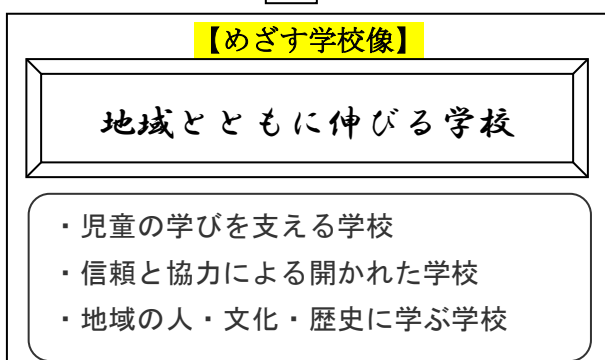 【めざす学校像】
地域とともに伸びる学校
・児童の学びを支える学校
・信頼と協力による開かれた学校
・地域の人・文化・歴史に学ぶ学校